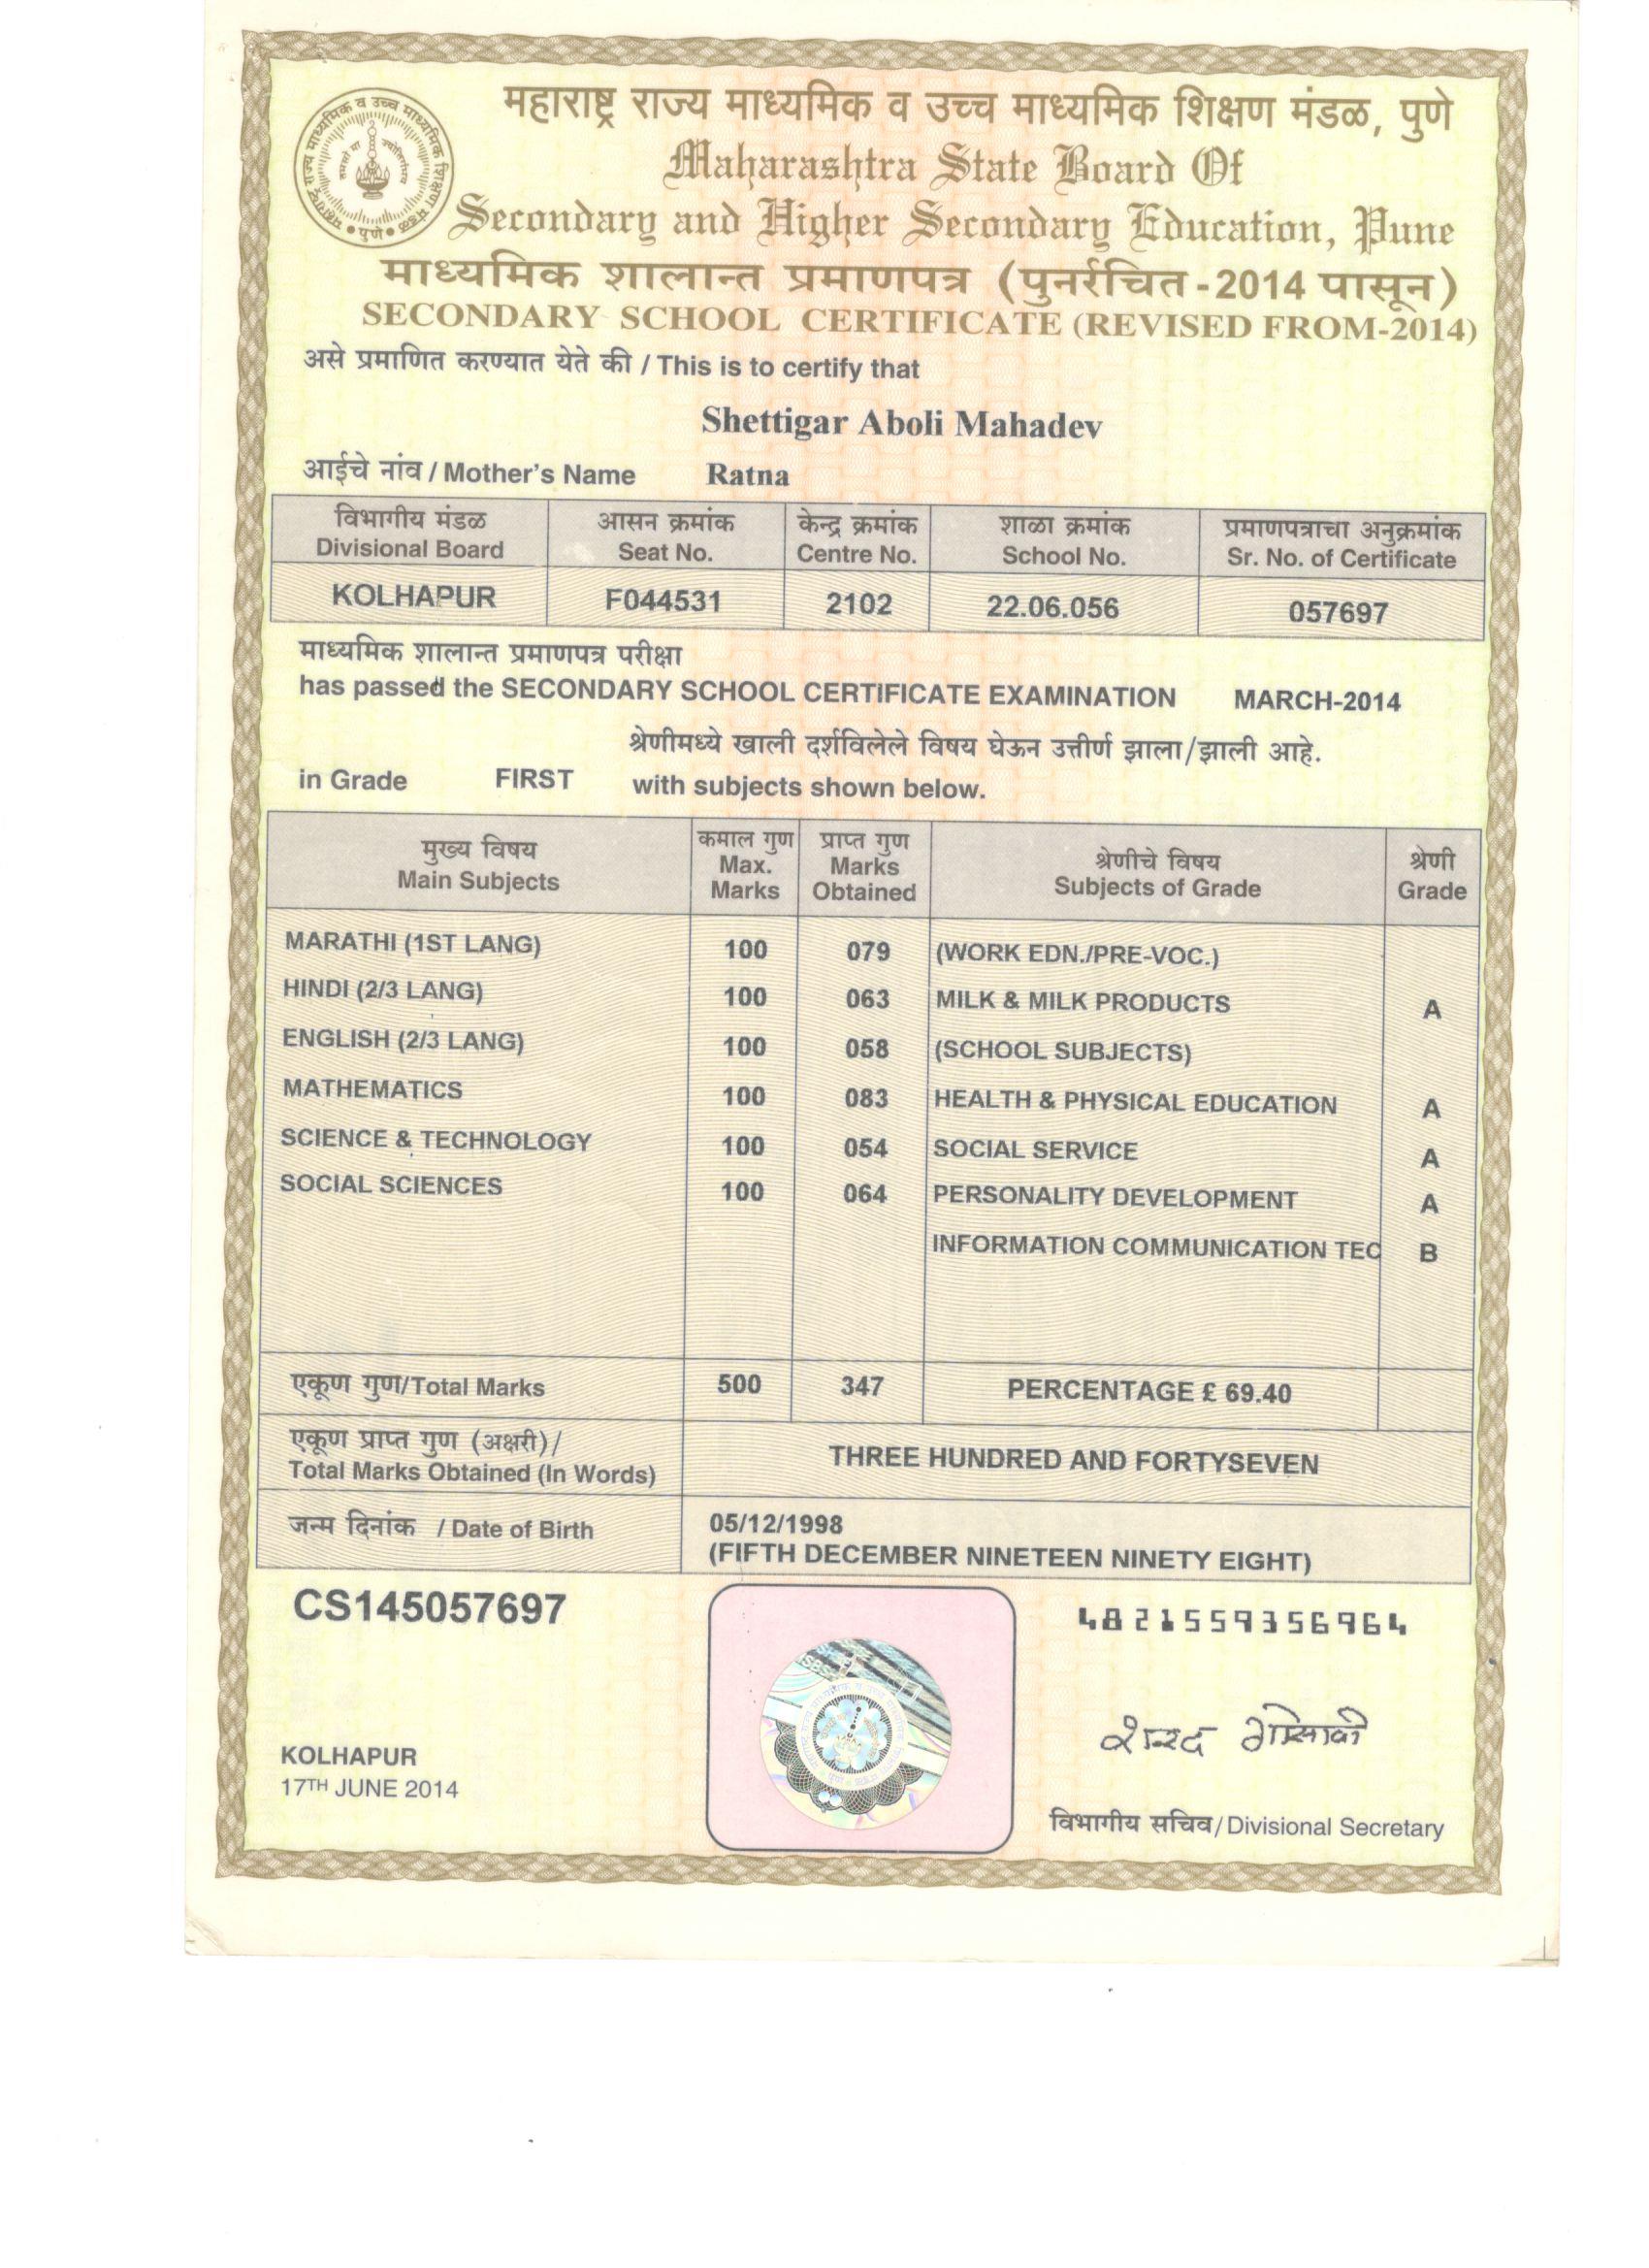 महाराष्ट्र राज्य माध्यमिक व उच्च माध्यमिक शिक्षण मंडळ, पुणे
Maharashtra State Board Of
Secondary and Higher Secondary Education, Pune
माध्यमिक शालान्त प्रमाणपत्र (पुनर्रचित-2014 पासून)
SECONDARY SCHOOL CERTIFICATE (REVISED FROM-2014)
असे प्रमाणित करण्यात येते की / This is to certify that
Shettigar Aboli Mahadev
आईचे नांव / Mother's Name Ratna
विभागीय मंडळ आसन क्रमांक केन्द्र क्रमांक शाळा क्रमांक प्रमाणपत्राचा अनुक्रमांक
Divisional Board Seat No. Centre No. School No. Sr. No. of Certificate
KOLHAPUR F044531 2102 22.06.056 057697
माध्यमिक शालान्त प्रमाणपत्र परीक्षा
has passed the SECONDARY SCHOOL CERTIFICATE EXAMINATION MARCH-2014
श्रेणीमध्ये खाली दर्शविलेले विषय घेऊन उत्तीर्ण झाला/झाली आहे.
in Grade FIRST with subjects shown below.
मुख्य विषय कमाल गुण प्राप्त गुण श्रेणीचे विषय श्रेणी
Main Subjects Max. Marks Marks Obtained Subjects of Grade Grade
MARATHI (1ST LANG) 100 079 (WORK EDN./PRE-VOC.)
HINDI (2/3 LANG) 100 063 MILK & MILK PRODUCTS A
ENGLISH (2/3 LANG) 100 058 (SCHOOL SUBJECTS)
MATHEMATICS 100 083 HEALTH & PHYSICAL EDUCATION A
SCIENCE & TECHNOLOGY 100 054 SOCIAL SERVICE A
SOCIAL SCIENCES 100 064 PERSONALITY DEVELOPMENT A
INFORMATION COMMUNICATION TEC B
एकूण गुण/Total Marks 500 347 PERCENTAGE £ 69.40
एकूण प्राप्त गुण (अक्षरी)/
Total Marks Obtained (In Words) THREE HUNDRED AND FORTYSEVEN
जन्म दिनांक / Date of Birth 05/12/1998
(FIFTH DECEMBER NINETEEN NINETY EIGHT)
CS145057697 4821559356964
KOLHAPUR
17TH JUNE 2014
विभागीय सचिव/Divisional Secretary